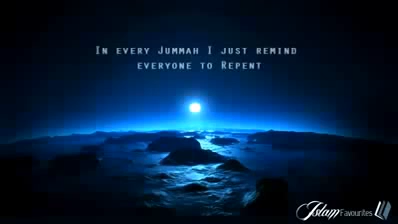 In every Jummah I just remind
everyone to Repent
Islam Favourites